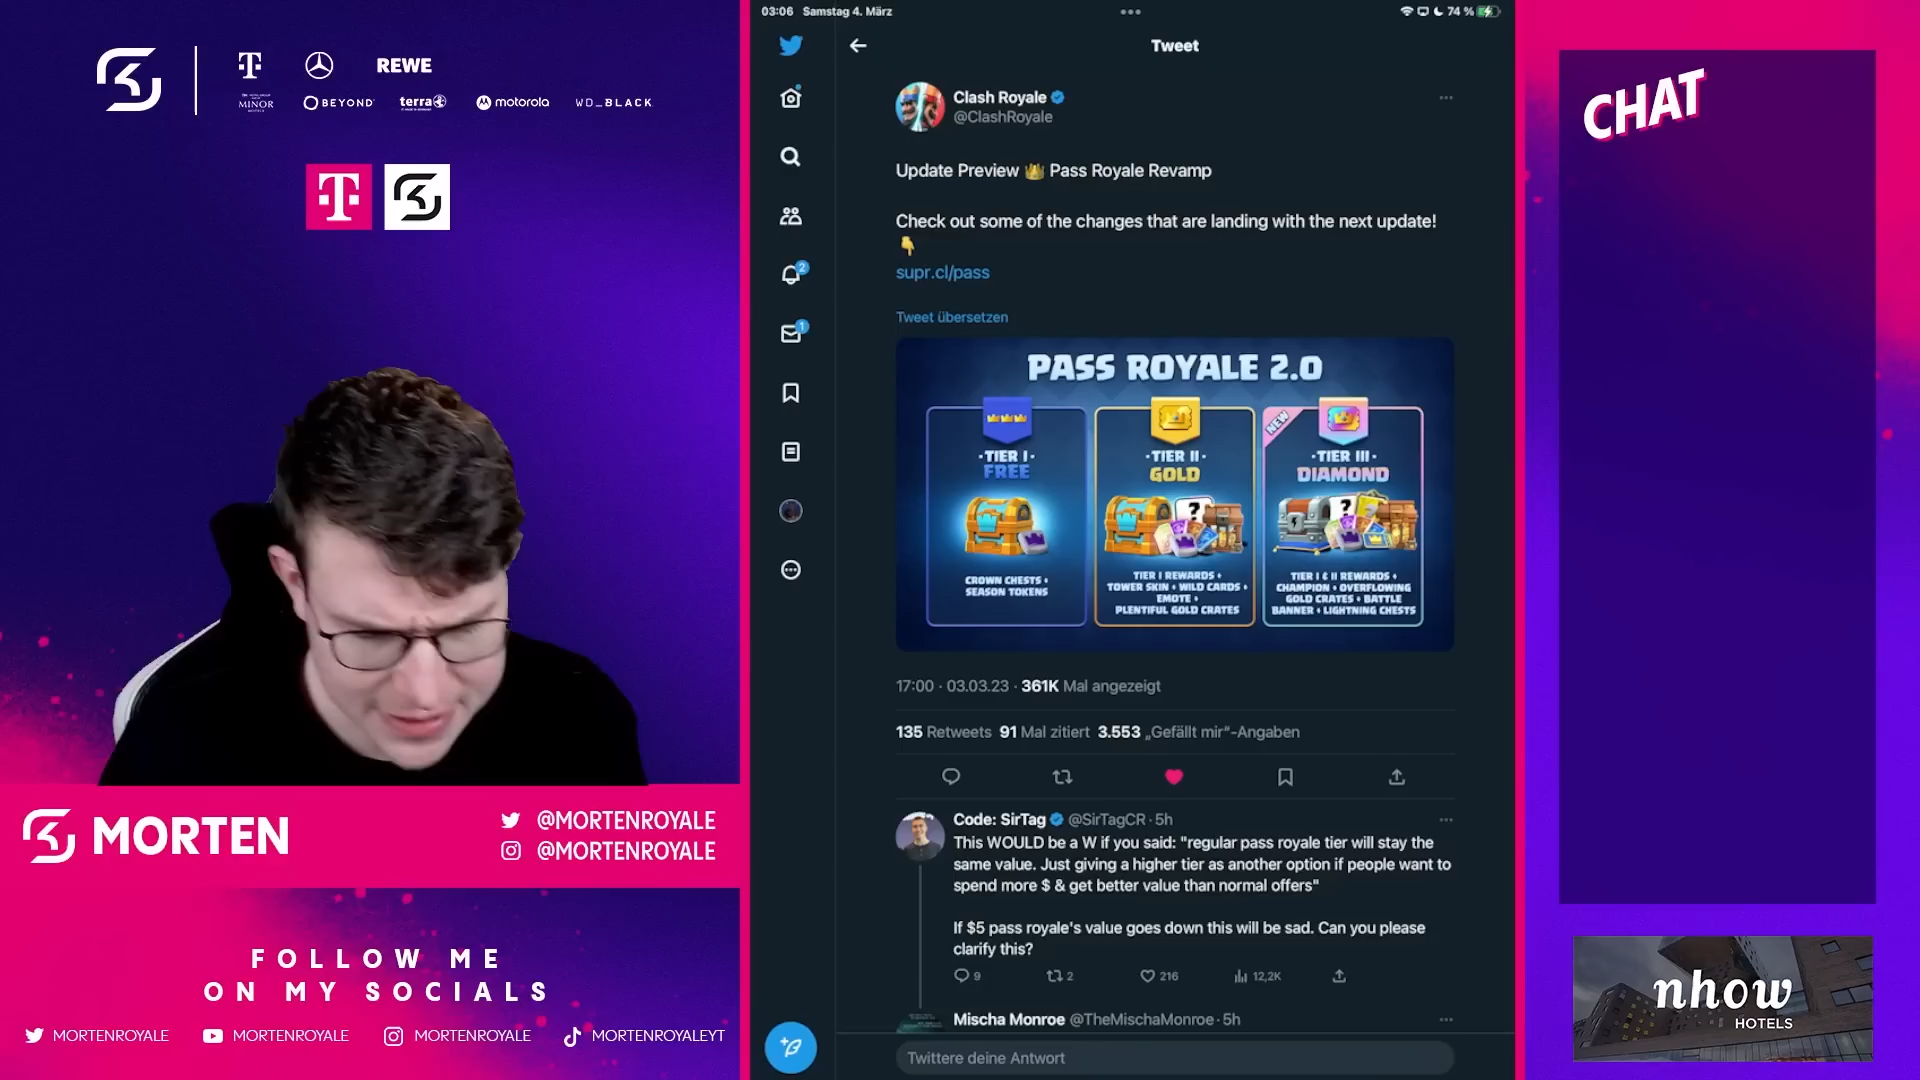 REWE
MINOR
HOTELS
BEYOND
terra
motorola
WD_BLACK
MORTEN
@MORTENROYALE
@MORTENROYALE
FOLLOW ME
ON MY SOCIALS
MORTENROYALE
MORTENROYALE
MORTENROYALE
MORTENROYALEYT
03:06 Samstag 4. März
74 %
Tweet
2
1
Clash Royale
@ClashRoyale
Update Preview 👑 Pass Royale Revamp
Check out some of the changes that are landing with the next update!
👇
supr.cl/pass
Tweet übersetzen
PASS ROYALE 2.0
·TIER I·
FREE
CROWN CHESTS +
SEASON TOKENS
·TIER II·
GOLD
?
TIER I REWARDS +
TOWER SKIN + WILD CARDS +
EMOTE +
PLENTIFUL GOLD CRATES
NEW
·TIER III·
DIAMOND
?
TIER I & II REWARDS +
CHAMPION + OVERFLOWING
GOLD CRATES + BATTLE
BANNER + LIGHTNING CHESTS
17:00 · 03.03.23 · 361K Mal angezeigt
135 Retweets 91 Mal zitiert 3.553 „Gefällt mir“-Angaben
Code: SirTag @SirTagCR · 5h
This WOULD be a W if you said: "regular pass royale tier will stay the
same value. Just giving a higher tier as another option if people want to
spend more $ & get better value than normal offers"
If $5 pass royale's value goes down this will be sad. Can you please
clarify this?
9 2 216 12,2K
Mischa Monroe @TheMischaMonroe · 5h
Twittere deine Antwort
CHAT
nhow
HOTELS